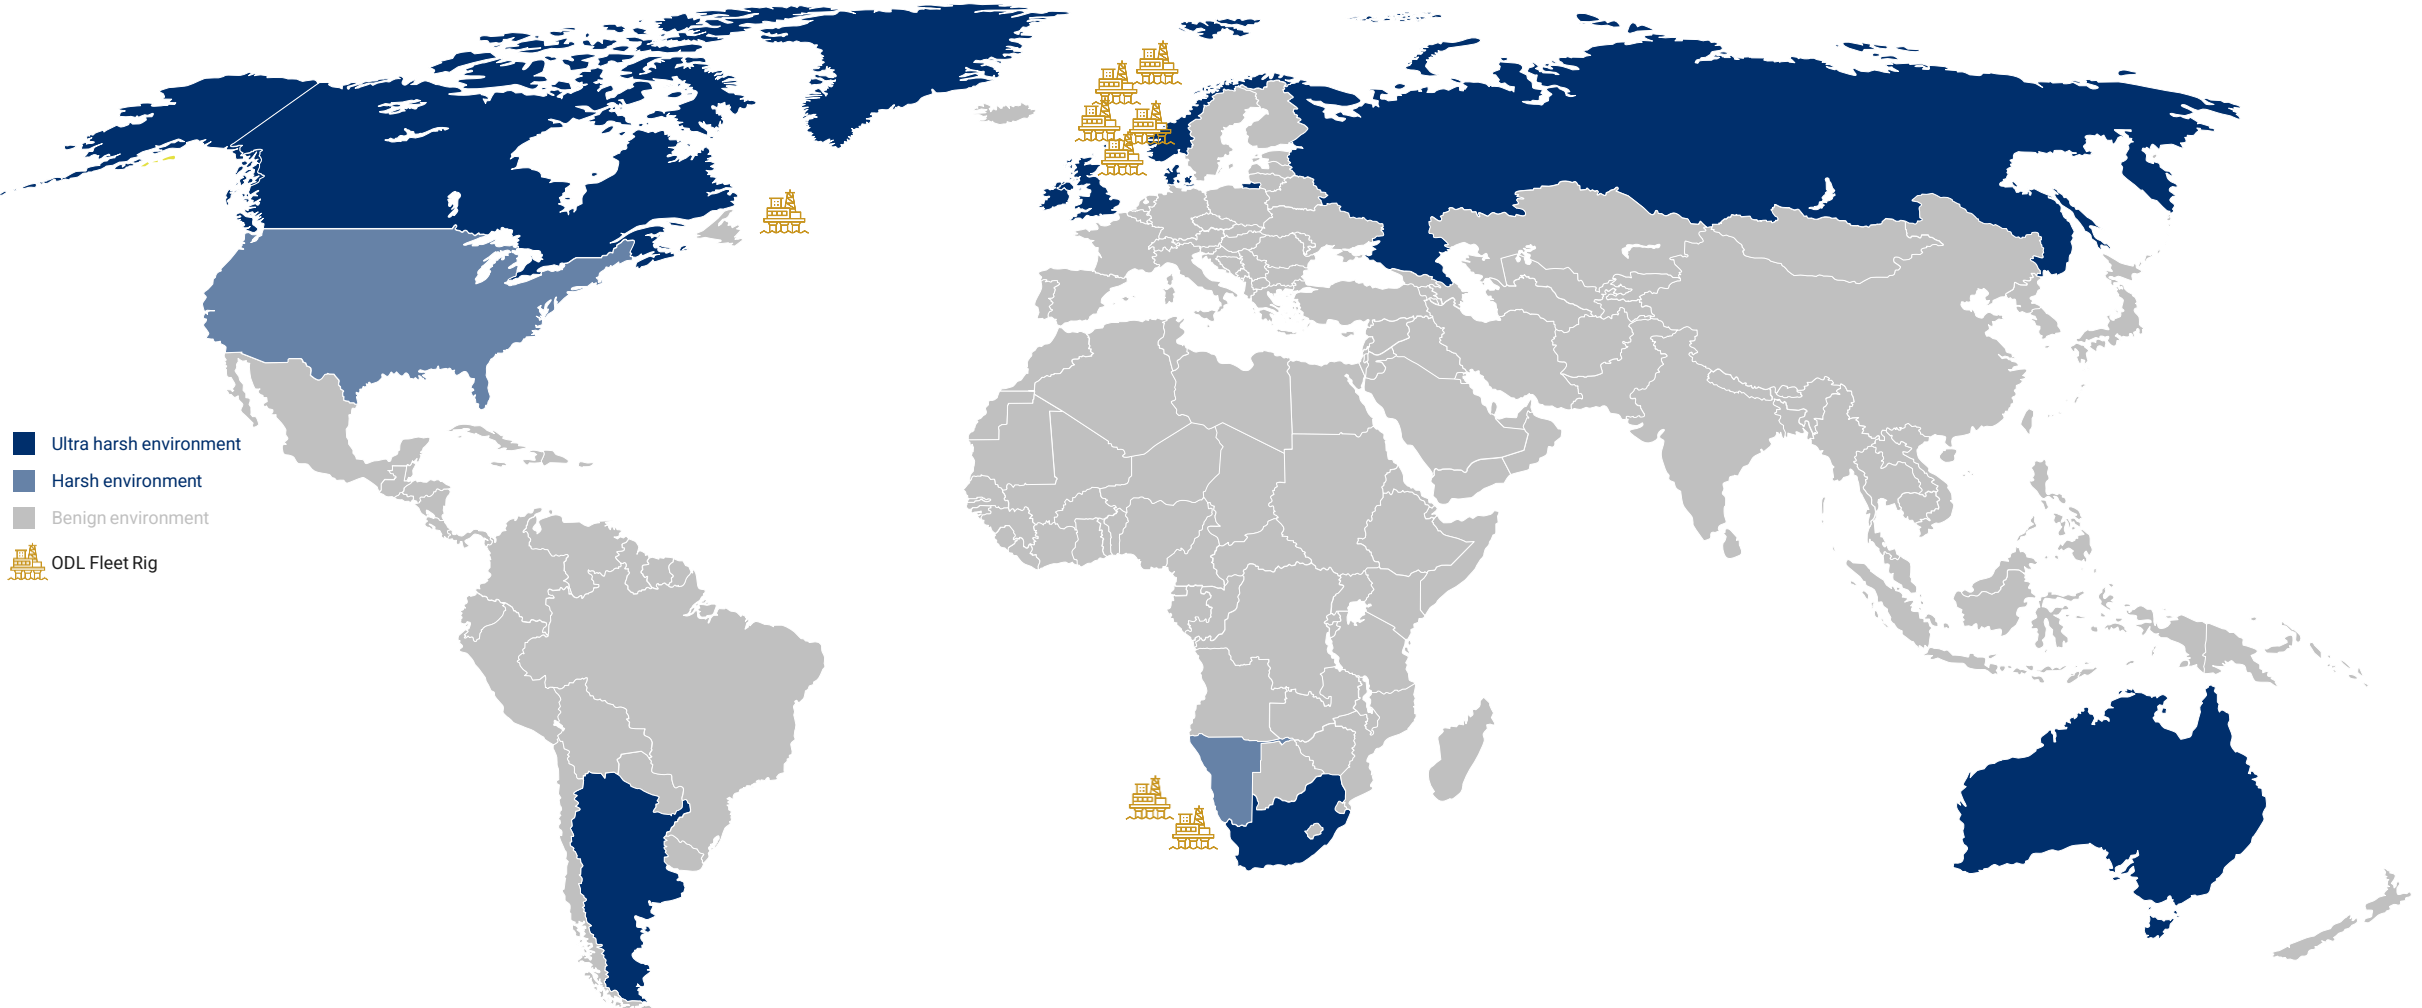 Ultra harsh environment
Harsh environment
Benign environment
ODL Fleet Rig